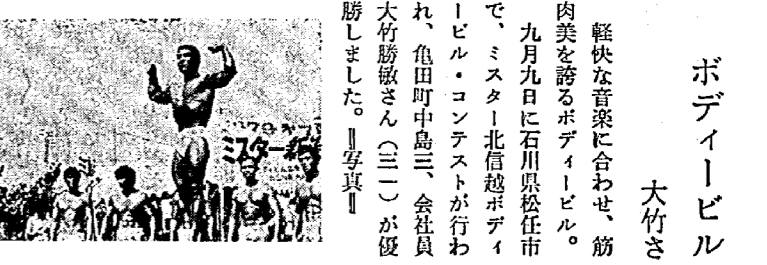 ボディービル
大竹さ
軽快な音楽に合わせ、筋
肉美を誇るボディービル。
九月九日に石川県松任市
で、ミスター北信越ボディ
ービル・コンテストが行わ
れ、亀田町中島三、会社員
大竹勝敏さん（三一）が優
勝しました。＝写真＝
ミスター新